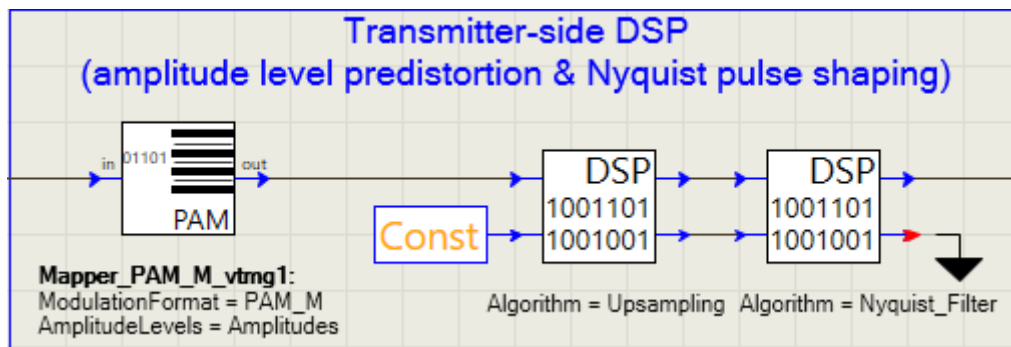 Transmitter-side DSP
(amplitude level predistortion & Nyquist pulse shaping)
in 01101 out
PAM
DSP
1001101
1001001
DSP
1001101
1001001
Const
Mapper_PAM_M_vtmg1:
ModulationFormat = PAM_M
AmplitudeLevels = Amplitudes
Algorithm = Upsampling
Algorithm = Nyquist_Filter